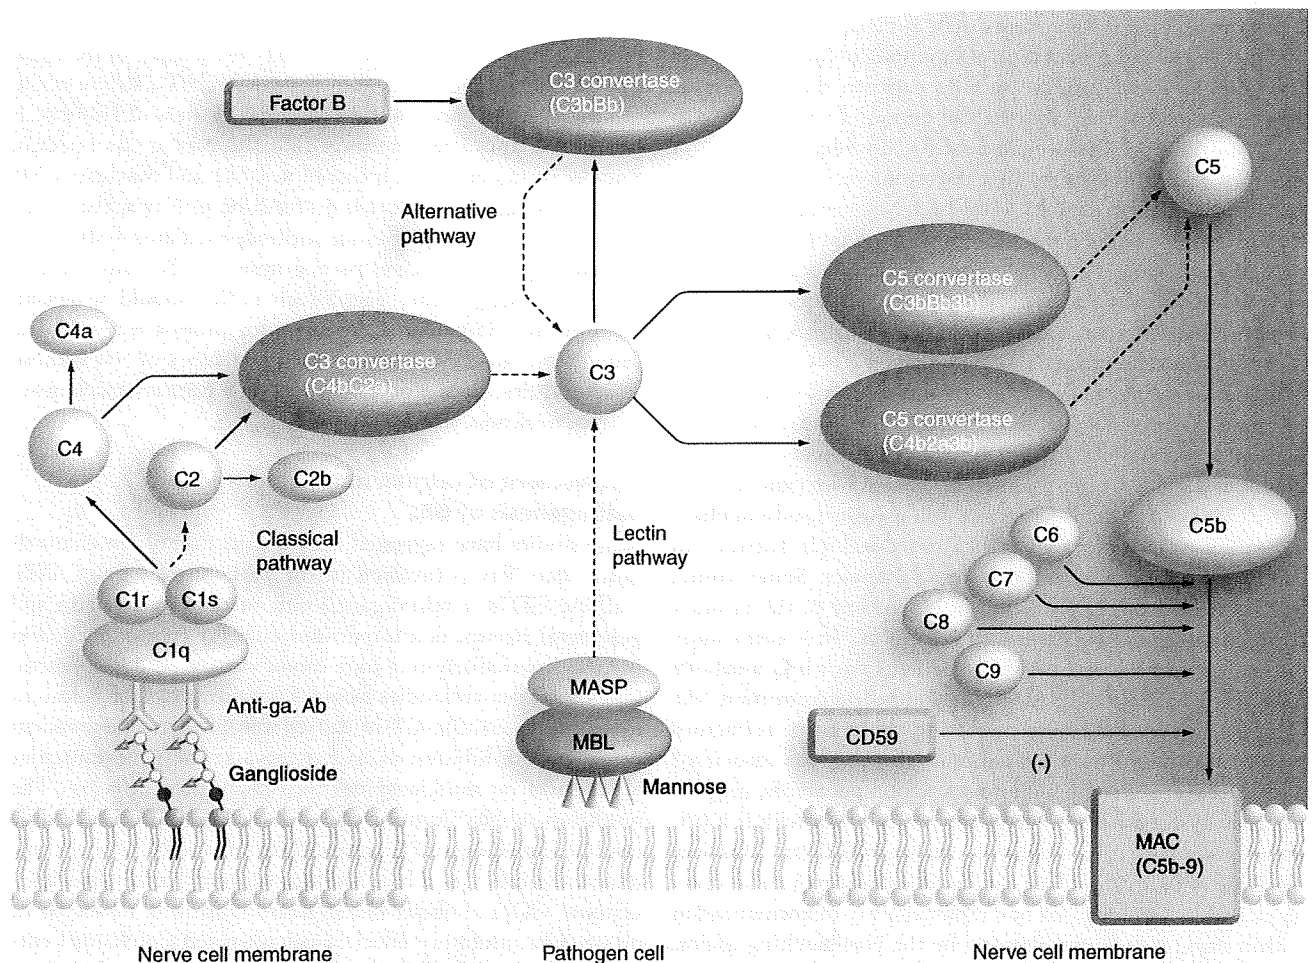 Factor B
C3 convertase
(C3bBb)
C5
Alternative
pathway
C5 convertase
(C3bBb3b)
C4a
C3 convertase
(C4bC2a)
C3
C5 convertase
(C4b2a3b)
C4
C2
C2b
C5b
Classical
pathway
Lectin
pathway
C6
C7
C8
C9
C1r
C1s
C1q
MASP
MBL
Mannose
Anti-ga. Ab
Ganglioside
CD59
(-)
MAC
(C5b-9)
Nerve cell membrane
Pathogen cell
Nerve cell membrane